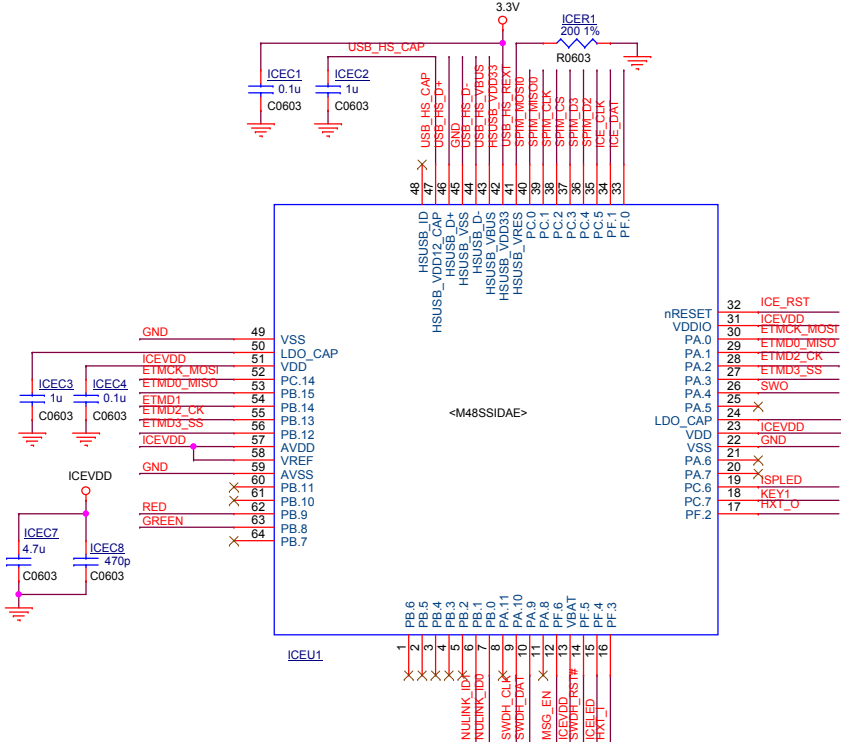 3.3V
ICER1
200 1%
R0603
USB_HS_CAP
ICEC1
0.1u
C0603
ICEC2
1u
C0603
USB_HS_CAP
USB_HS_D+
GND
USB_HS_D-
USB_HS_VBUS
HSUSB_VDD33
USB_HS_REXT
SPIM_MOSI0
SPIM_MISO0
SPIM_CLK
SPIM_CS
SPIM_D3
SPIM_D2
ICE_CLK
ICE_DAT
48
47
46
45
44
43
42
41
40
39
38
37
36
35
34
33
HSUSB_ID
HSUSB_VDD12_CAP
HSUSB_D+
HSUSB_VSS
HSUSB_D-
HSUSB_VBUS
HSUSB_VDD33
HSUSB_VRES
PC.0
PC.1
PC.2
PC.3
PC.4
PC.5
PF.1
PF.0
nRESET 32 ICE_RST
VDDIO 31 ICEVDD
PA.0 30 ETMCK_MOSI
PA.1 29 ETMD0_MISO
PA.2 28 ETMD2_CK
PA.3 27 ETMD3_SS
PA.4 26 SWO
PA.5 25
LDO_CAP 24
VDD 23 ICEVDD
VSS 22 GND
PA.6 21
PA.7 20
PC.6 19 ISPLED
PC.7 18 KEY1
PF.2 17 HXT_O
GND 49 VSS
50 LDO_CAP
ICEVDD 51 VDD
ETMCK_MOSI 52 PC.14
ETMD0_MISO 53 PB.15
ETMD1 54 PB.14
ETMD2_CK 55 PB.13
ETMD3_SS 56 PB.12
ICEVDD 57 AVDD
58 VREF
GND 59 AVSS
60 PB.11
61 PB.10
RED 62 PB.9
GREEN 63 PB.8
64 PB.7
ICEC3
1u
C0603
ICEC4
0.1u
C0603
<M48SSIDAE>
ICEVDD
ICEC7
4.7u
C0603
ICEC8
470p
C0603
PB.6
PB.5
PB.4
PB.3
PB.2
PB.1
PB.0
PA.11
PA.10
PA.9
PA.8
PF.6
VBAT
PF.5
PF.4
PF.3
1
2
3
4
5
6
7
8
9
10
11
12
13
14
15
16
ICEU1
NULINK_ID1
NULINK_ID0
SWDH_CLK
SWDH_DAT
MSG_EN
ICEVDD
SWDH_RST#
ICELED
HXT_I